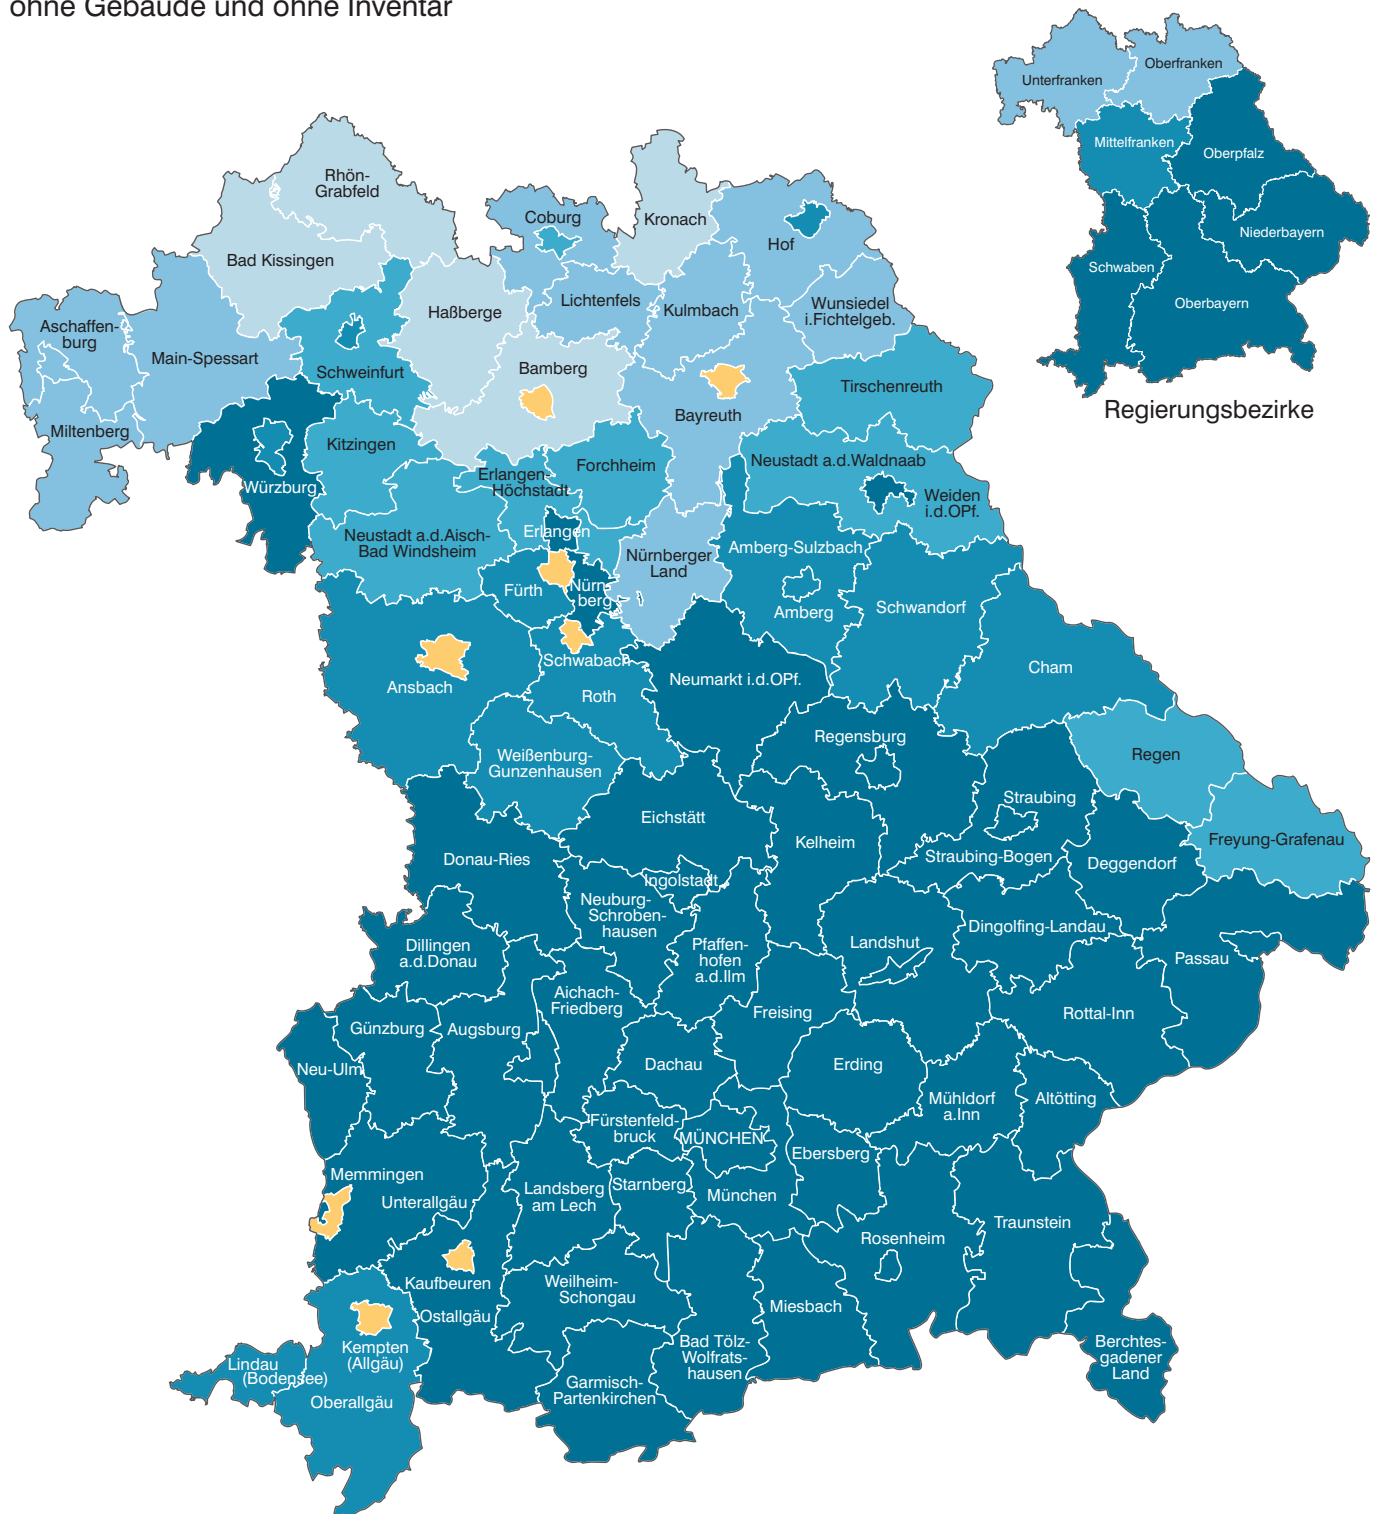 ohne Gebäude und ohne Inventar
Unterfranken
Oberfranken
Mittelfranken
Oberpfalz
Niederbayern
Schwaben
Oberbayern
Regierungsbezirke
Rhön-
Grabfeld
Bad Kissingen
Coburg
Kronach
Hof
Lichtenfels
Kulmbach
Wunsiedel
i.Fichtelgeb.
Haßberge
Aschaffen-
burg
Main-Spessart
Schweinfurt
Bamberg
Tirschenreuth
Bayreuth
Miltenberg
Kitzingen
Würzburg
Forchheim
Erlangen-
Höchstadt
Neustadt a.d.Waldnaab
Weiden
i.d.OPf.
Neustadt a.d.Aisch-
Bad Windsheim
Erlangen
Nürnberger
Land
Amberg-Sulzbach
Fürth
Nürn-
berg
Amberg
Schwandorf
Schwabach
Ansbach
Roth
Neumarkt i.d.OPf.
Cham
Regensburg
Weißenburg-
Gunzenhausen
Regen
Straubing
Eichstätt
Kelheim
Freyung-Grafenau
Donau-Ries
Straubing-Bogen
Deggendorf
Ingolstadt
Neuburg-
Schroben-
hausen
Dingolfing-Landau
Dillingen
a.d.Donau
Pfaffen-
hofen
a.d.Ilm
Landshut
Passau
Aichach-
Friedberg
Freising
Rottal-Inn
Günzburg
Augsburg
Neu-Ulm
Dachau
Erding
Mühldorf
a.Inn
Altötting
Fürstenfeld-
bruck
MÜNCHEN
Ebersberg
Memmingen
Unterallgäu
Landsberg
am Lech
Starnberg
München
Traunstein
Rosenheim
Kaufbeuren
Weilheim-
Schongau
Ostallgäu
Miesbach
Kempten
(Allgäu)
Bad Tölz-
Wolfrats-
hausen
Berchtes-
gadener
Land
Lindau
(Bodensee)
Oberallgäu
Garmisch-
Partenkirchen